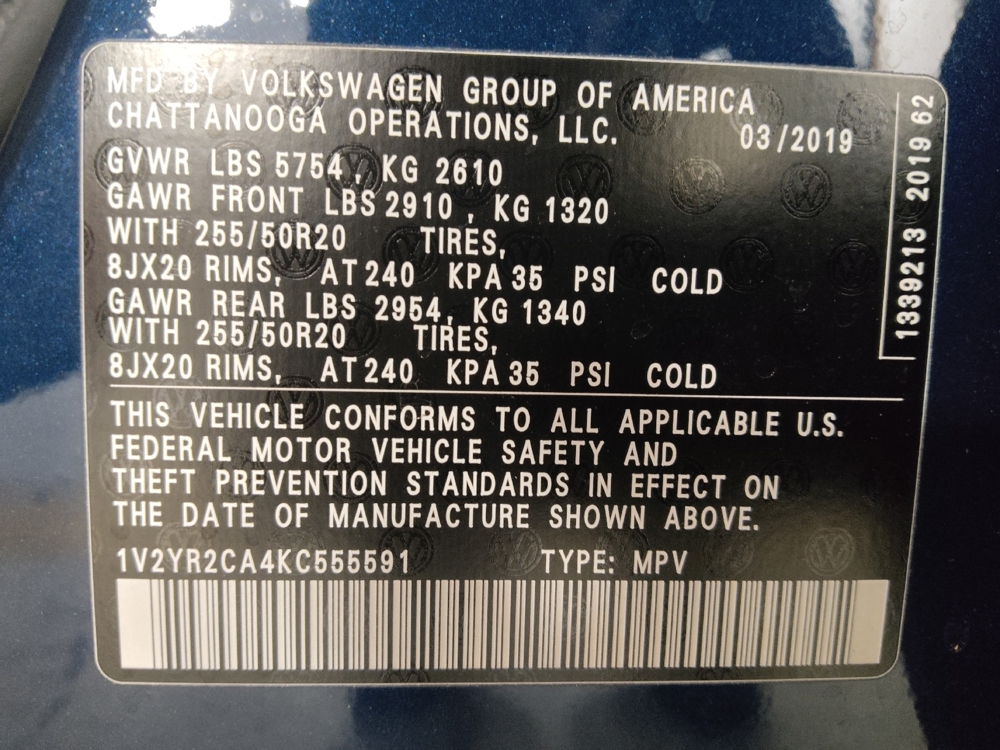 MFD BY VOLKSWAGEN GROUP OF AMERICA
CHATTANOOGA OPERATIONS, LLC. 03/2019
GVWR LBS 5754, KG 2610
GAWR FRONT LBS 2910 , KG 1320
WITH 255/50R20 TIRES,
8JX20 RIMS, AT 240 KPA 35 PSI COLD
GAWR REAR LBS 2954, KG 1340
WITH 255/50R20 TIRES,
8JX20 RIMS, AT 240 KPA 35 PSI COLD
THIS VEHICLE CONFORMS TO ALL APPLICABLE U.S.
FEDERAL MOTOR VEHICLE SAFETY AND
THEFT PREVENTION STANDARDS IN EFFECT ON
THE DATE OF MANUFACTURE SHOWN ABOVE.
1V2YR2CA4KC555591 TYPE: MPV
1339213 2019 62